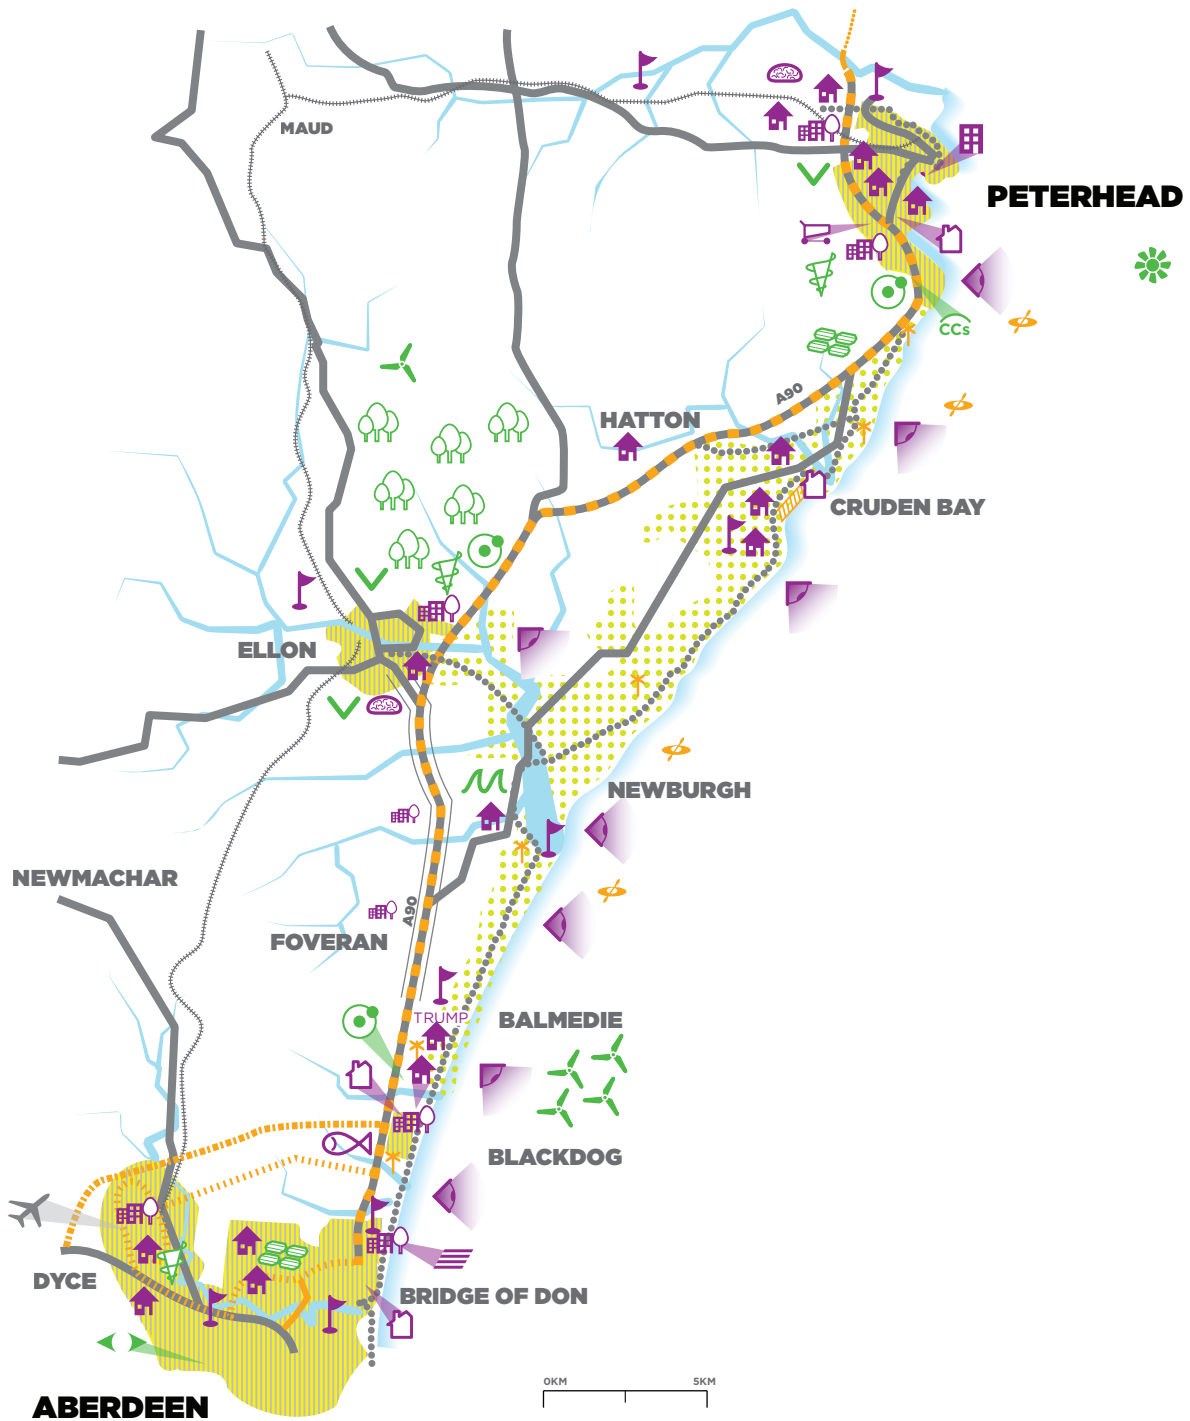 MAUD
PETERHEAD
CCs
A90
HATTON
CRUDEN BAY
ELLON
NEWBURGH
NEWMACHAR
A90
FOVERAN
TRUMP
BALMEDIE
BLACKDOG
DYCE
BRIDGE OF DON
0KM 5KM
ABERDEEN